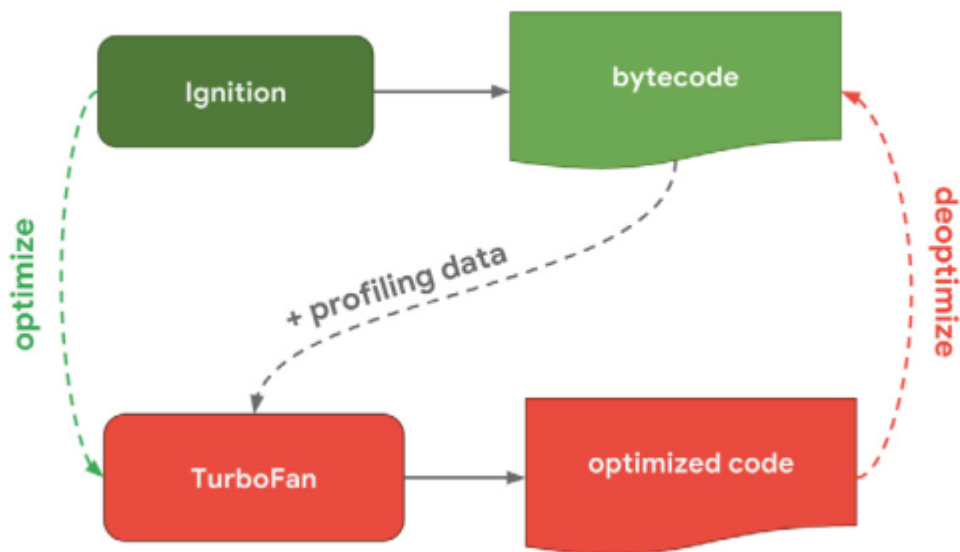 Ignition
bytecode
optimize
+ profiling data
deoptimize
TurboFan
optimized code